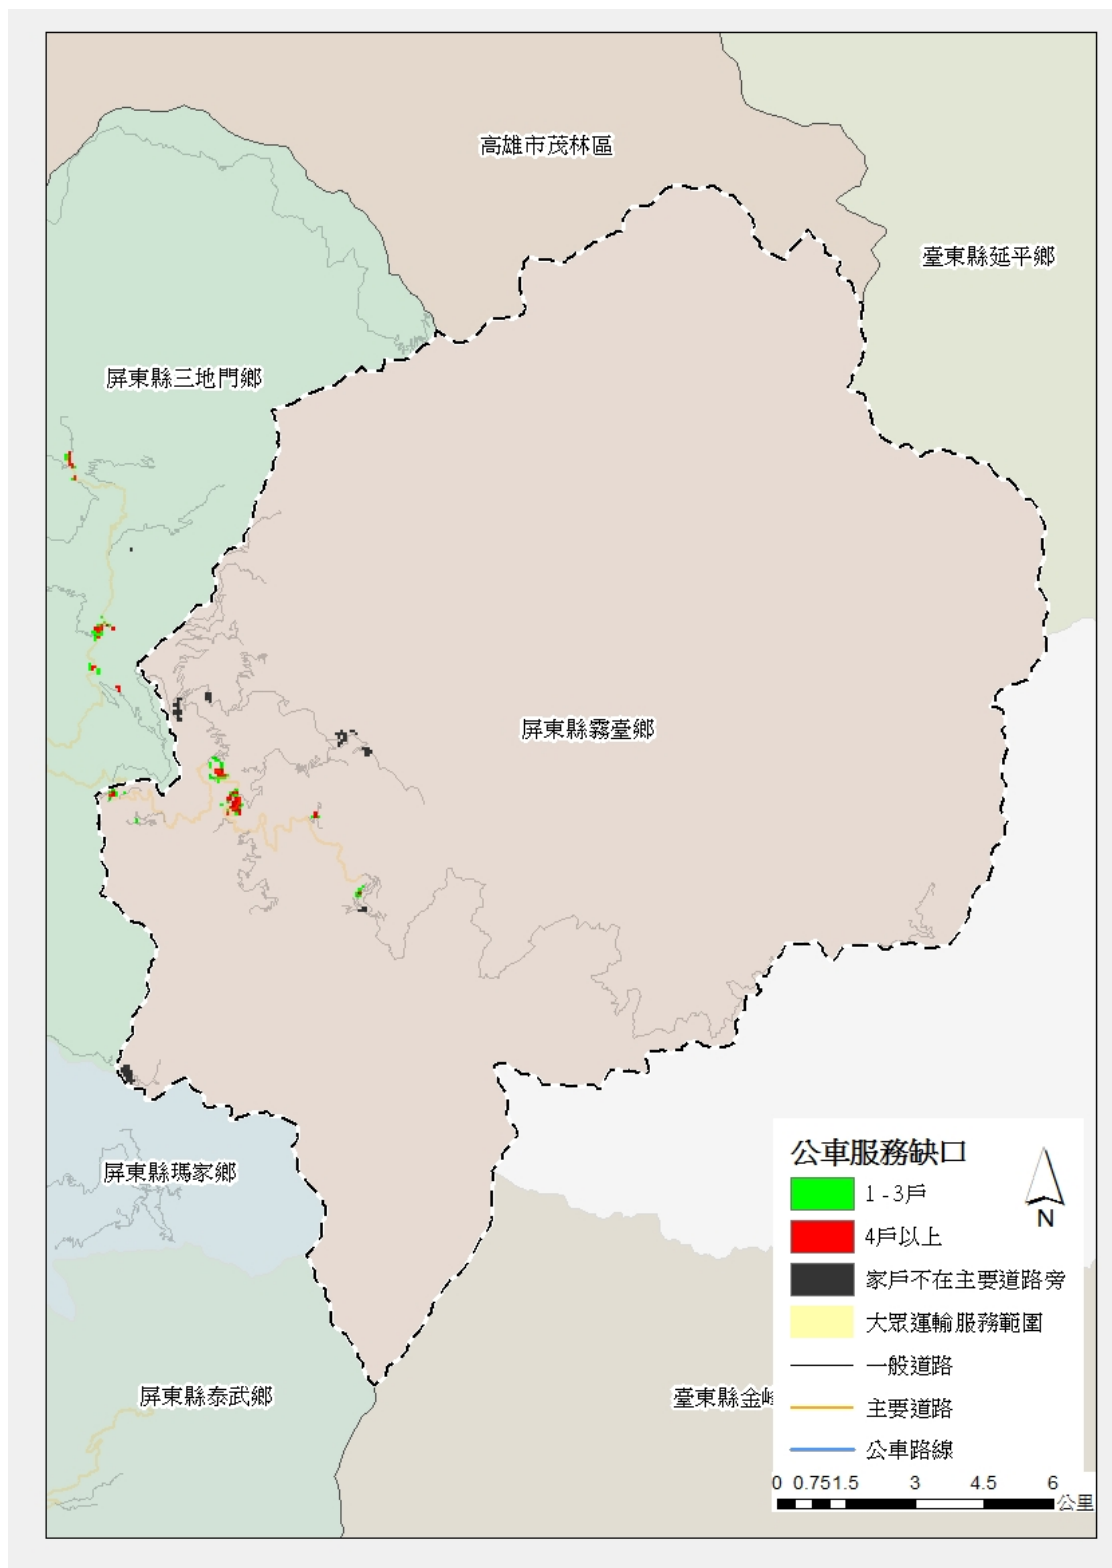 高雄市茂林區
臺東縣延平鄉
屏東縣三地門鄉
屏東縣霧臺鄉
屏東縣瑪家鄉
屏東縣泰武鄉
臺東縣金
公車服務缺口
1 - 3戶
4戶以上
家戶不在主要道路旁
大眾運輸服務範圍
一般道路
主要道路
公車路線
N
0 0.75 1.5 3 4.5 6
公里